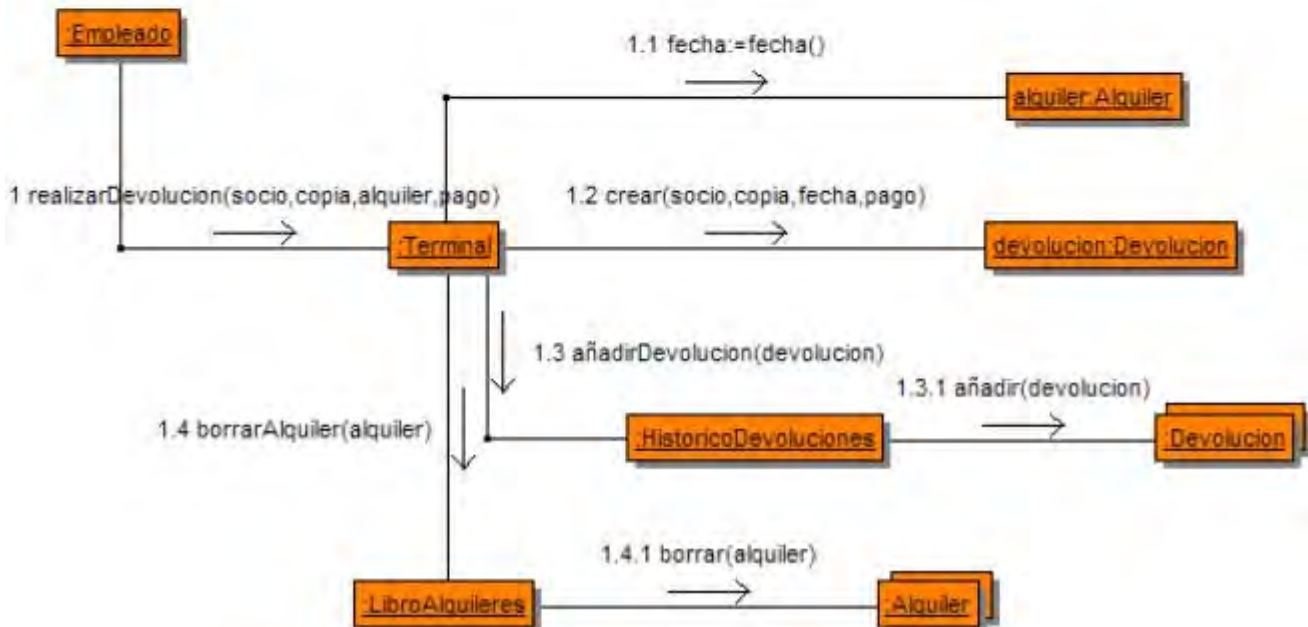 :Empleado
1.1 fecha:=fecha()
alquiler:Alquiler
1 realizarDevolucion(socio,copia,alquiler,pago)
1.2 crear(socio,copia,fecha,pago)
:Terminal
devolucion:Devolucion
1.3 añadirDevolucion(devolucion)
1.3.1 añadir(devolucion)
1.4 borrarAlquiler(alquiler)
:HistoricoDevoluciones
:Devolucion
1.4.1 borrar(alquiler)
:LibroAlquileres
:Alquiler